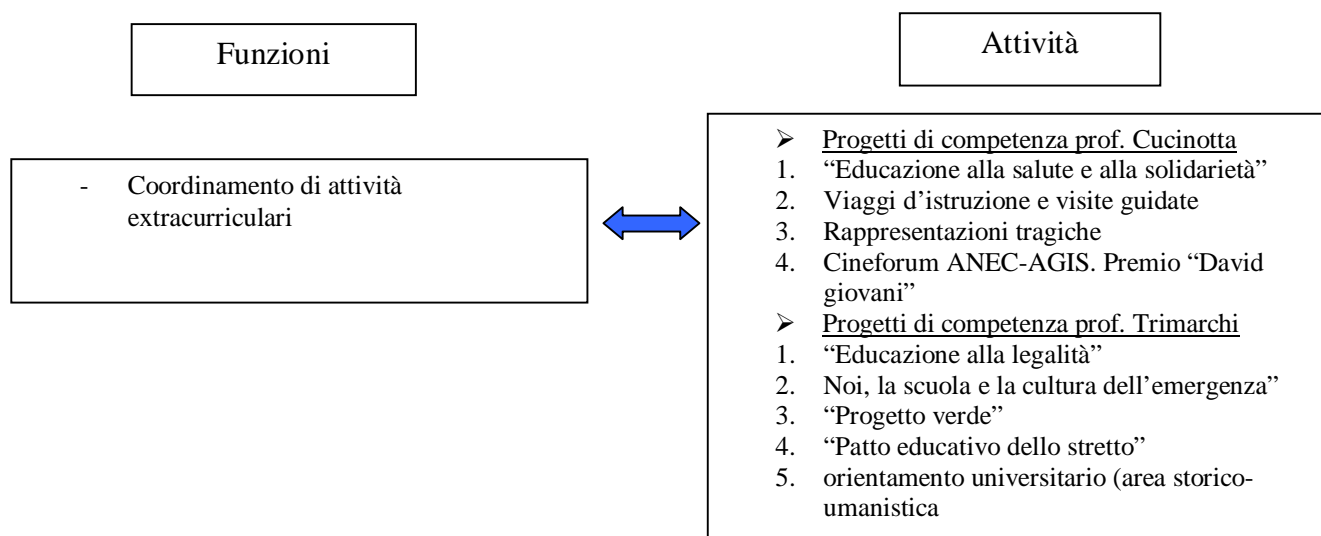 Funzioni
Attività
- Coordinamento di attività
extracurriculari
➢ Progetti di competenza prof. Cucinotta
1. “Educazione alla salute e alla solidarietà”
2. Viaggi d’istruzione e visite guidate
3. Rappresentazioni tragiche
4. Cineforum ANEC-AGIS. Premio “David
giovani”
➢ Progetti di competenza prof. Trimarchi
1. “Educazione alla legalità”
2. Noi, la scuola e la cultura dell’emergenza”
3. “Progetto verde”
4. “Patto educativo dello stretto”
5. orientamento universitario (area storico-
umanistica